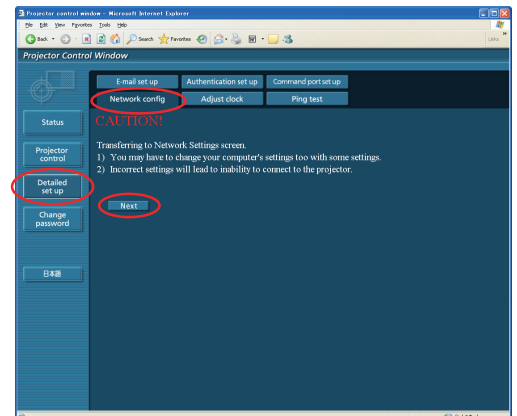 Projector control window - Microsoft Internet Explorer
File Edit View Favorites Tools Help
Back Search Favorites Links
Projector Control Window
E-mail set up Authentication set up Command port set up
Network config Adjust clock Ping test
Status
CAUTION!
Transferring to Network Settings screen.
1) You may have to change your computer's settings too with some settings.
2) Incorrect settings will lead to inability to connect to the projector.
Projector
control
Detailed
set up
Next
Change
password
日本語